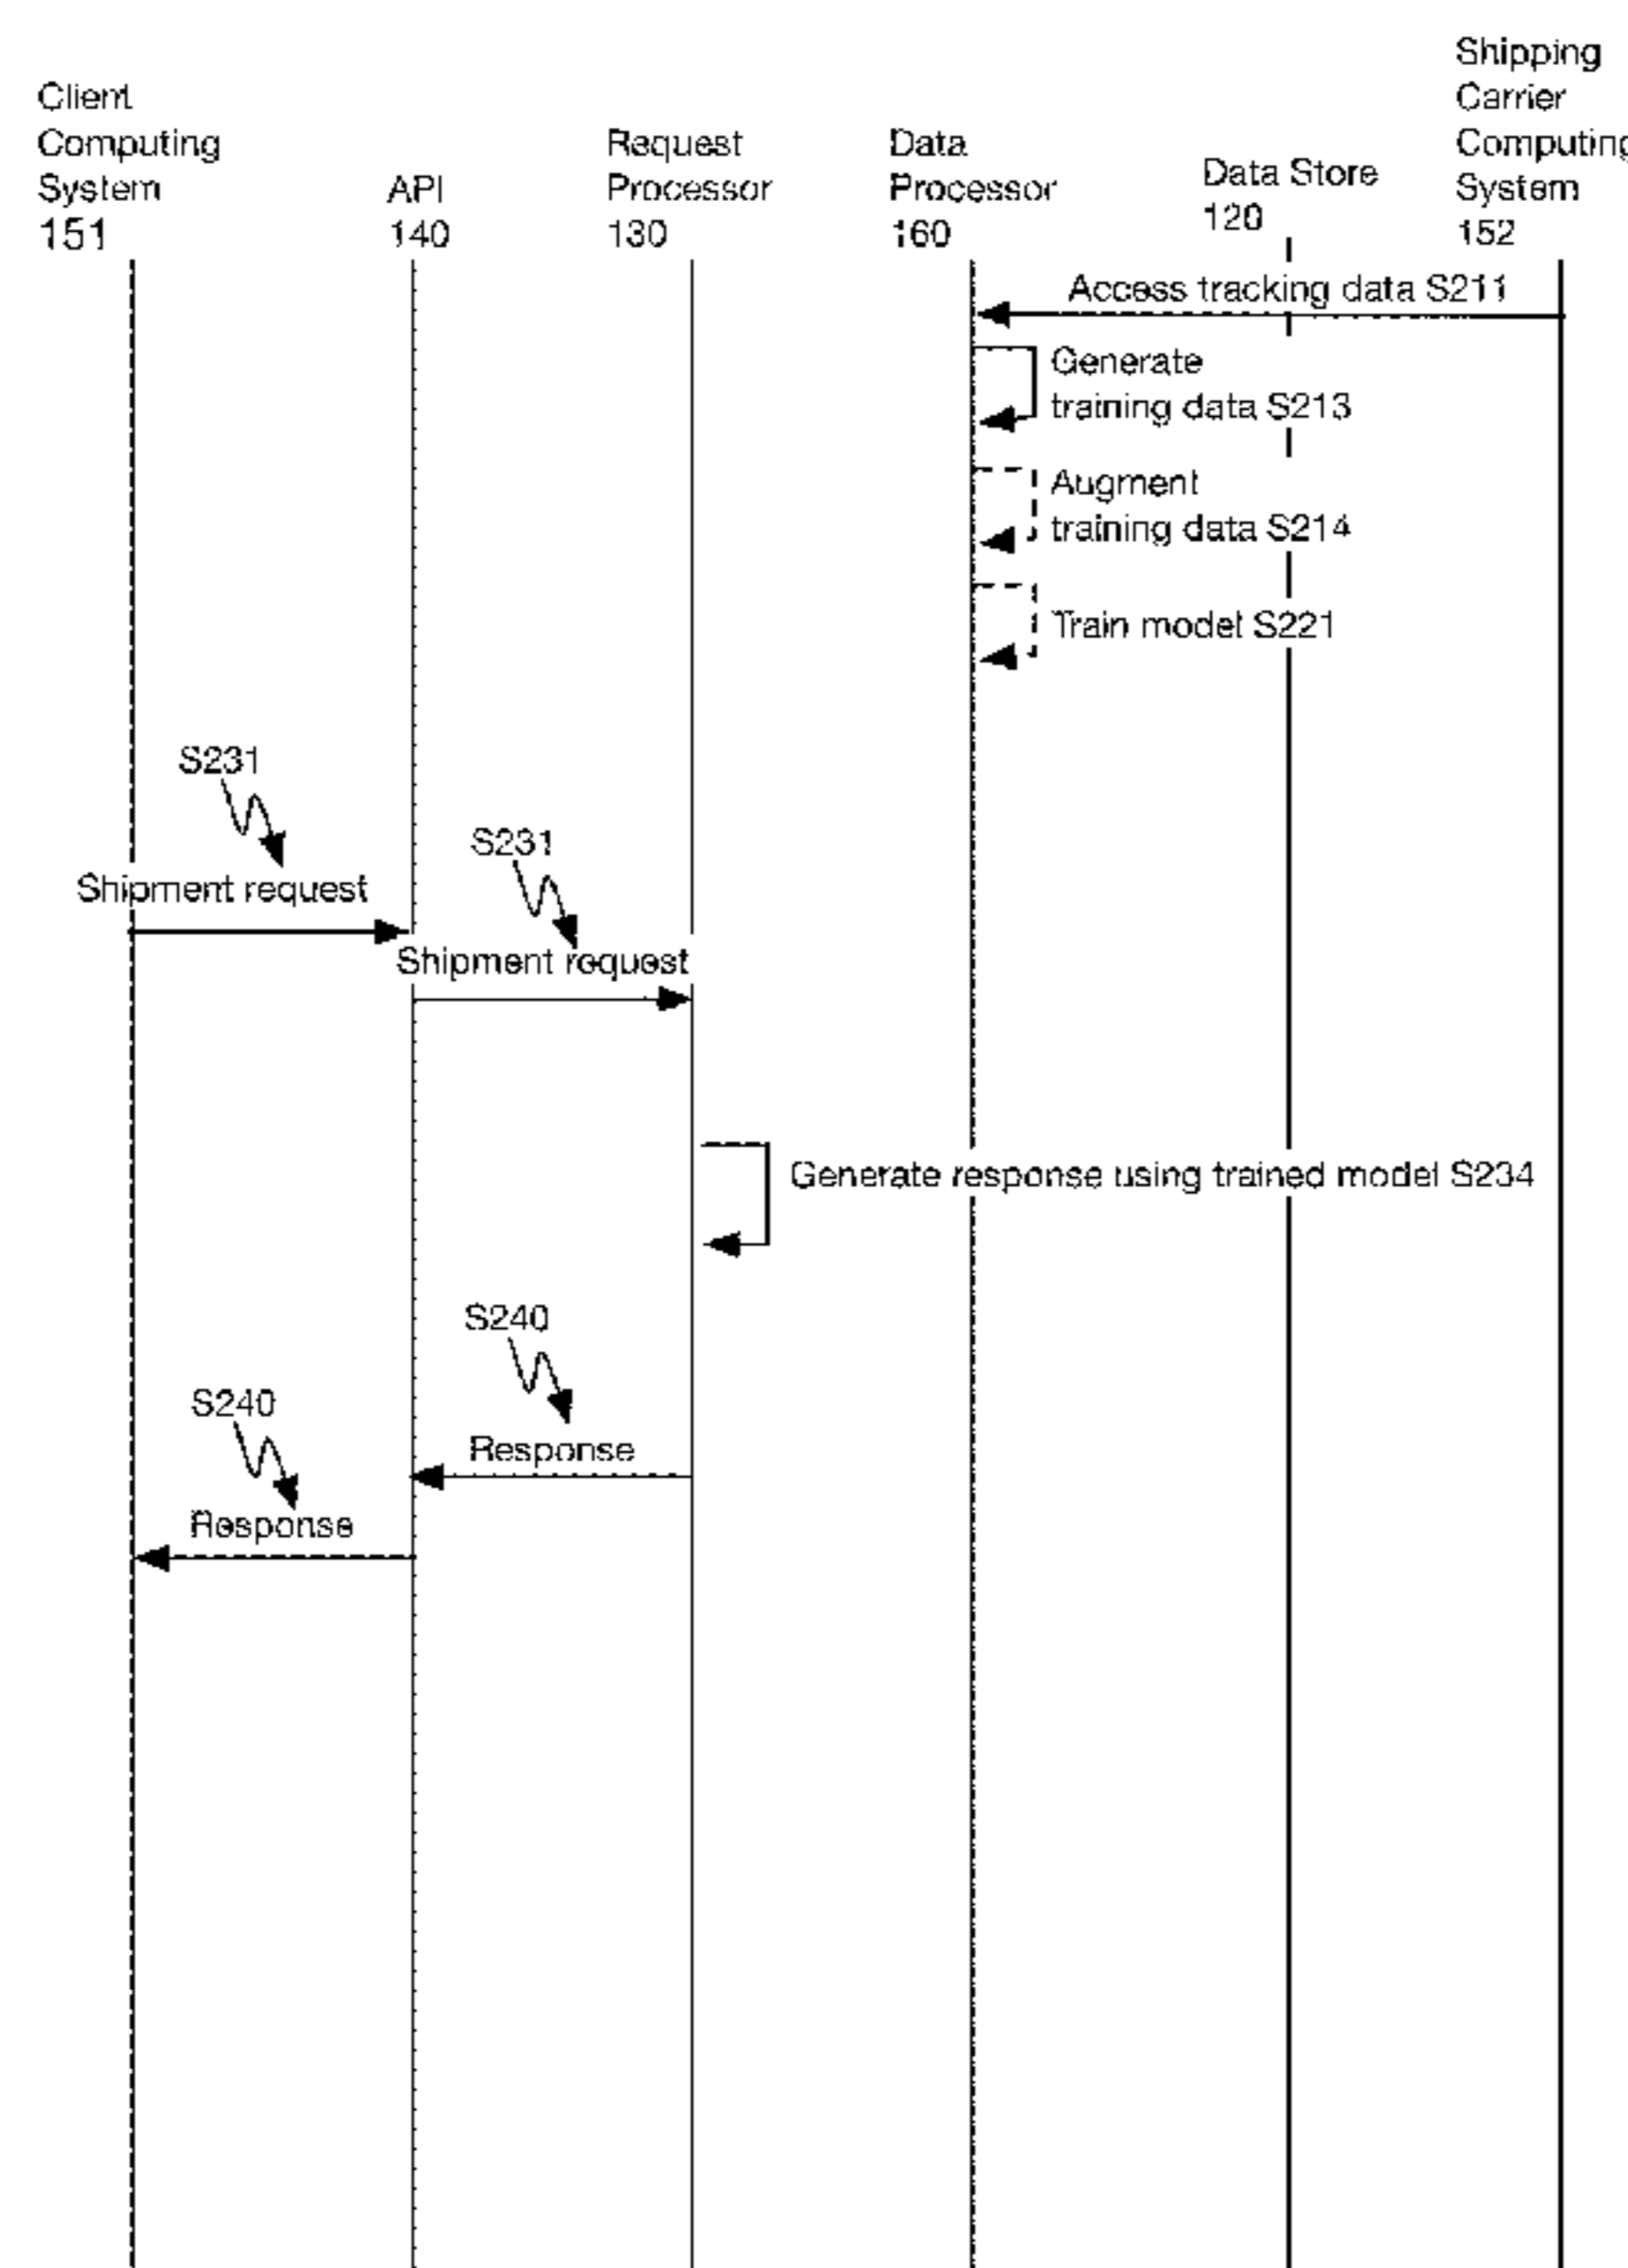 Client
Computing
System
151
API
140
Request
Processor
130
Data
Processor
160
Data Store
120
Shipping
Carrier
Computing
System
152
Access tracking data S211
Generate
training data S213
Augment
training data S214
Train model S221
S231
Shipment request
S231
Shipment request
Generate response using trained model S234
S240
Response
S240
Response